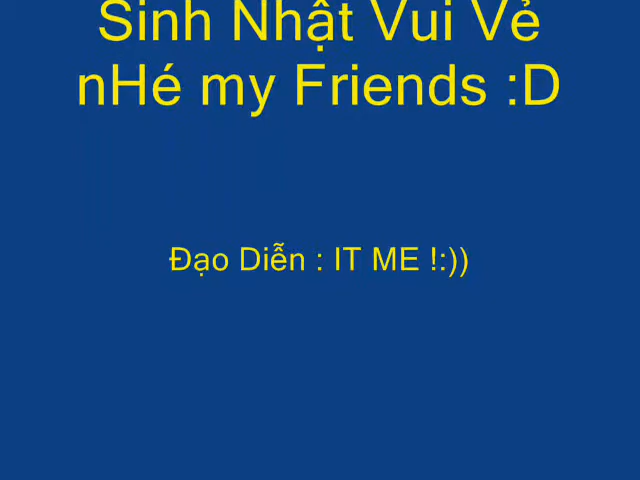 Sinh Nhật Vui Vẻ
nHé my Friends :D
Đạo Diễn : IT ME !:))